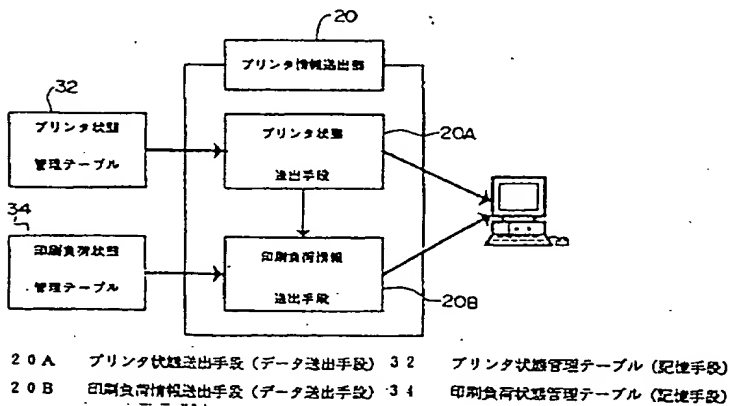 20
プリンタ情報送出部
32
プリンタ状態
管理テーブル
プリンタ状態
送出手段
20A
34
印刷負荷状態
管理テーブル
印刷負荷情報
送出手段
20B
20A プリンタ状態送出手段(データ送出手段) 32 プリンタ状態管理テーブル(記憶手段)
20B 印刷負荷情報送出手段(データ送出手段) 34 印刷負荷状態管理テーブル(記憶手段)